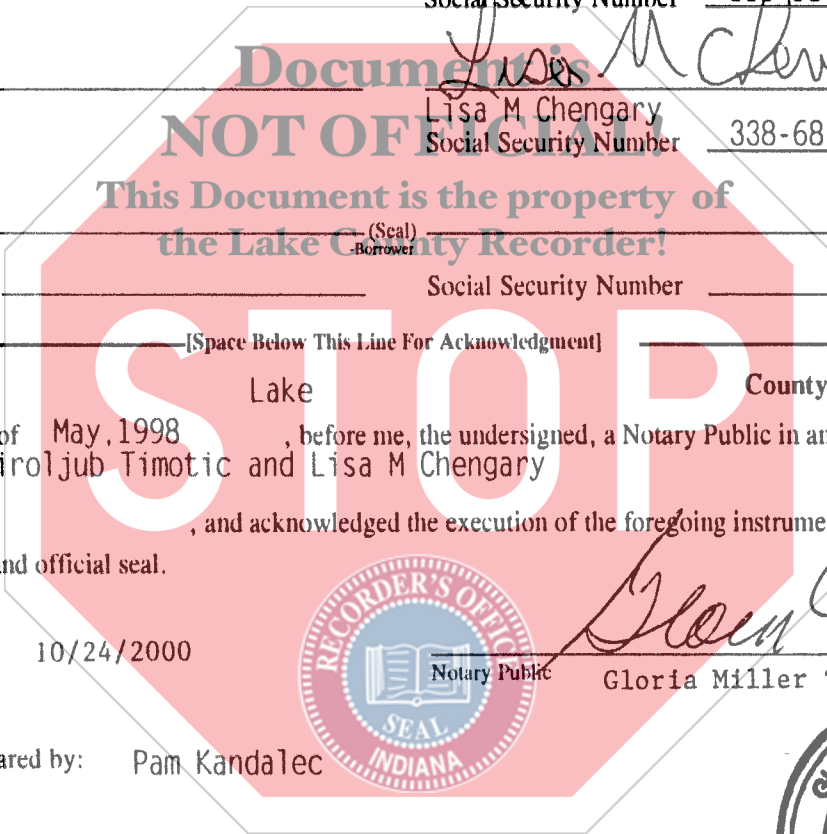 Social Security Number
Lisa M Chen
Document is
Lisa M Chengary
NOT OFFICIAL!
Social Security Number 338-68
This Document is the property of
(Seal)
-Borrower
the Lake County Recorder!
Social Security Number
[Space Below This Line For Acknowledgment]
STOP
Lake County
of May, 1998 , before me, the undersigned, a Notary Public in an
iroljub Timotic and Lisa M Chengary
, and acknowledged the execution of the foregoing instrume
nd official seal.
RECORDER'S OFFICE
SEAL
INDIANA
10/24/2000
Notary Public Gloria Miller
ared by: Pam Kandalec